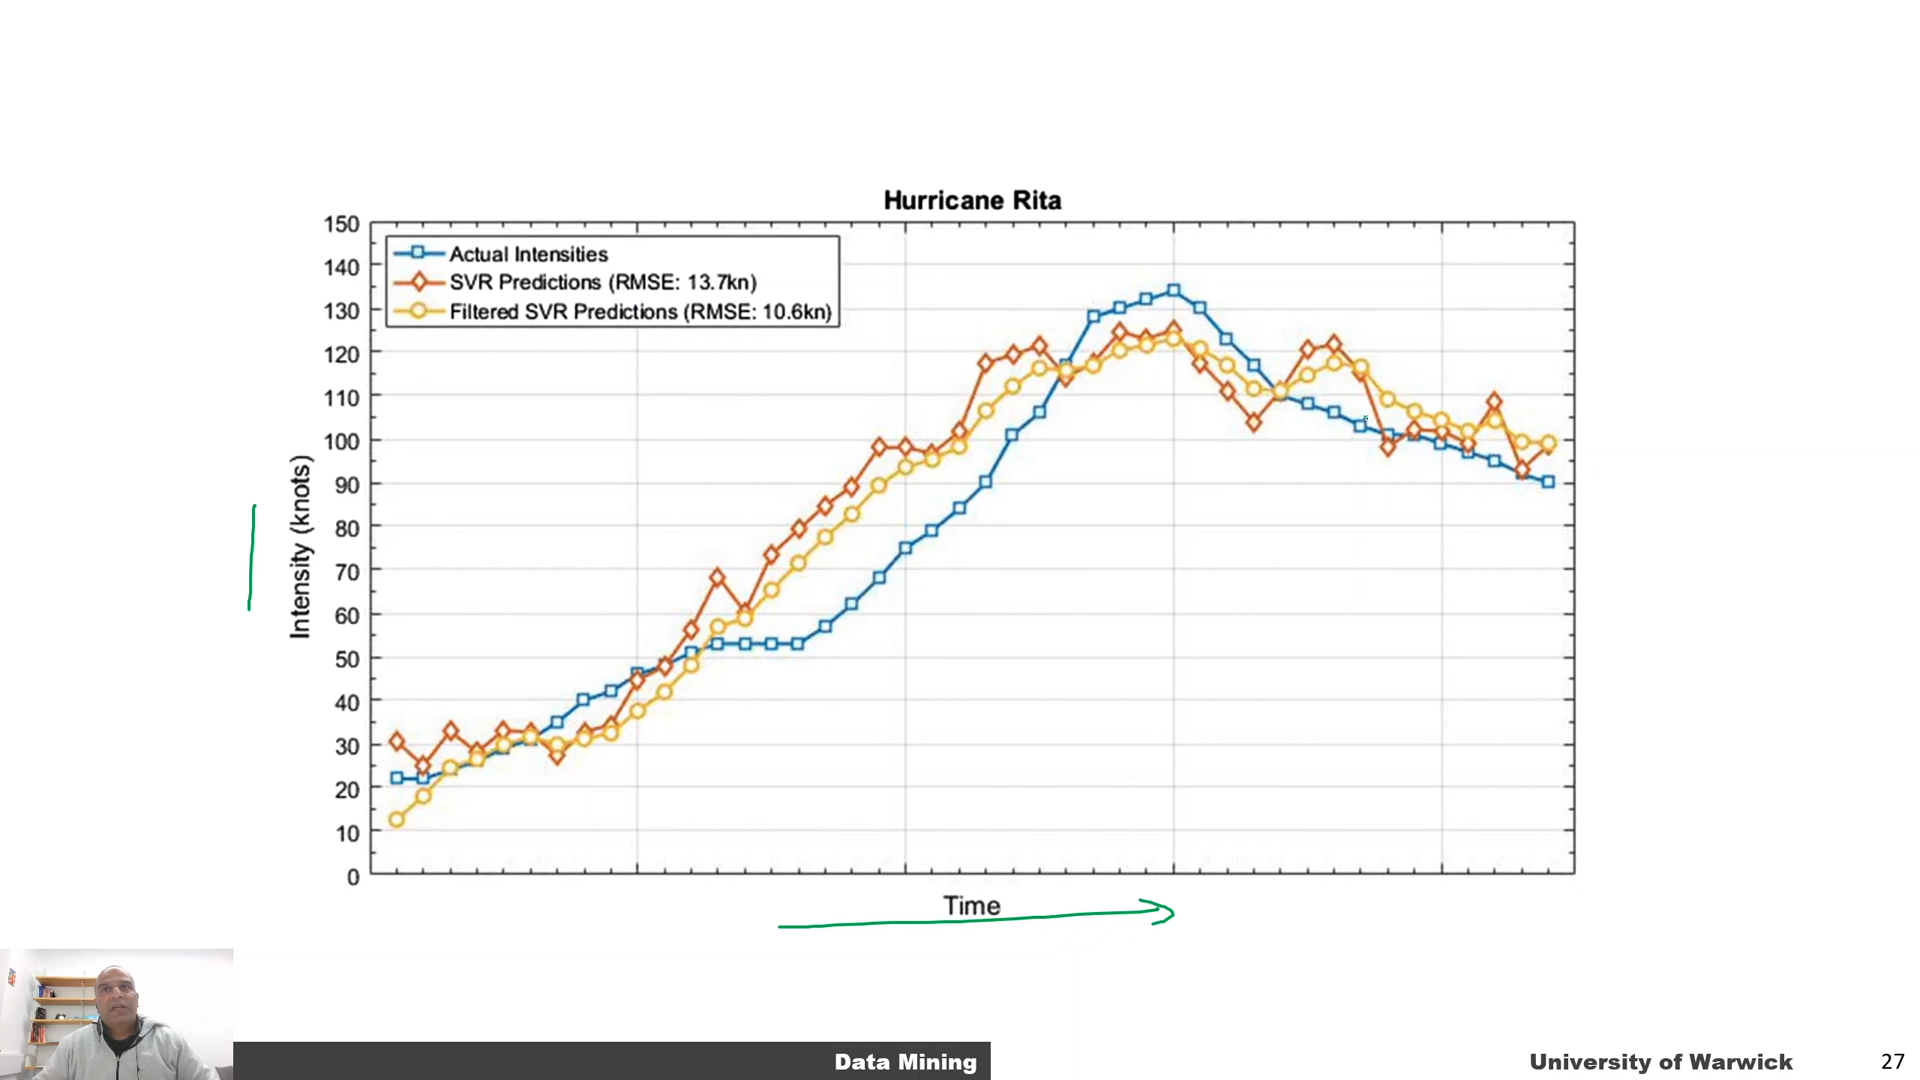 Hurricane Rita
150
140
130
120
110
100
90
80
70
60
50
40
30
20
10
0
Intensity (knots)
Actual Intensities
SVR Predictions (RMSE: 13.7kn)
Filtered SVR Predictions (RMSE: 10.6kn)
Time
Data Mining
University of Warwick
27